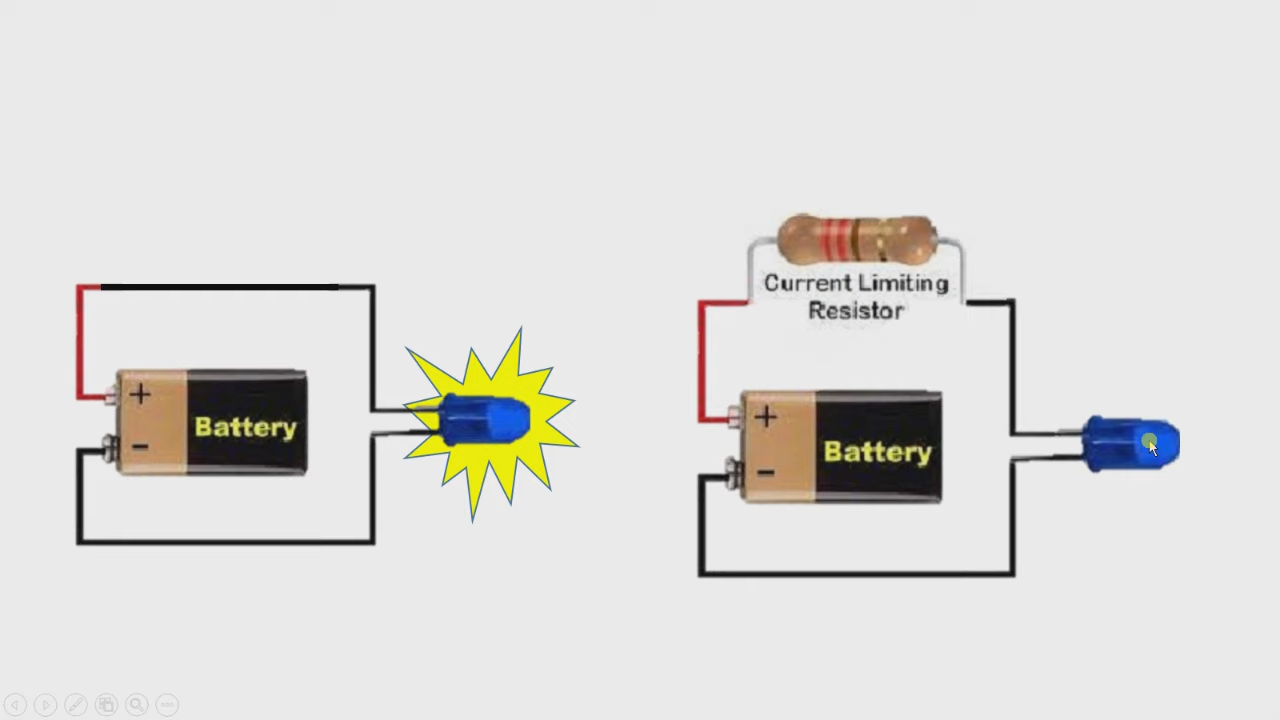 +
Battery
-
Current Limiting
Resistor
+
Battery
-